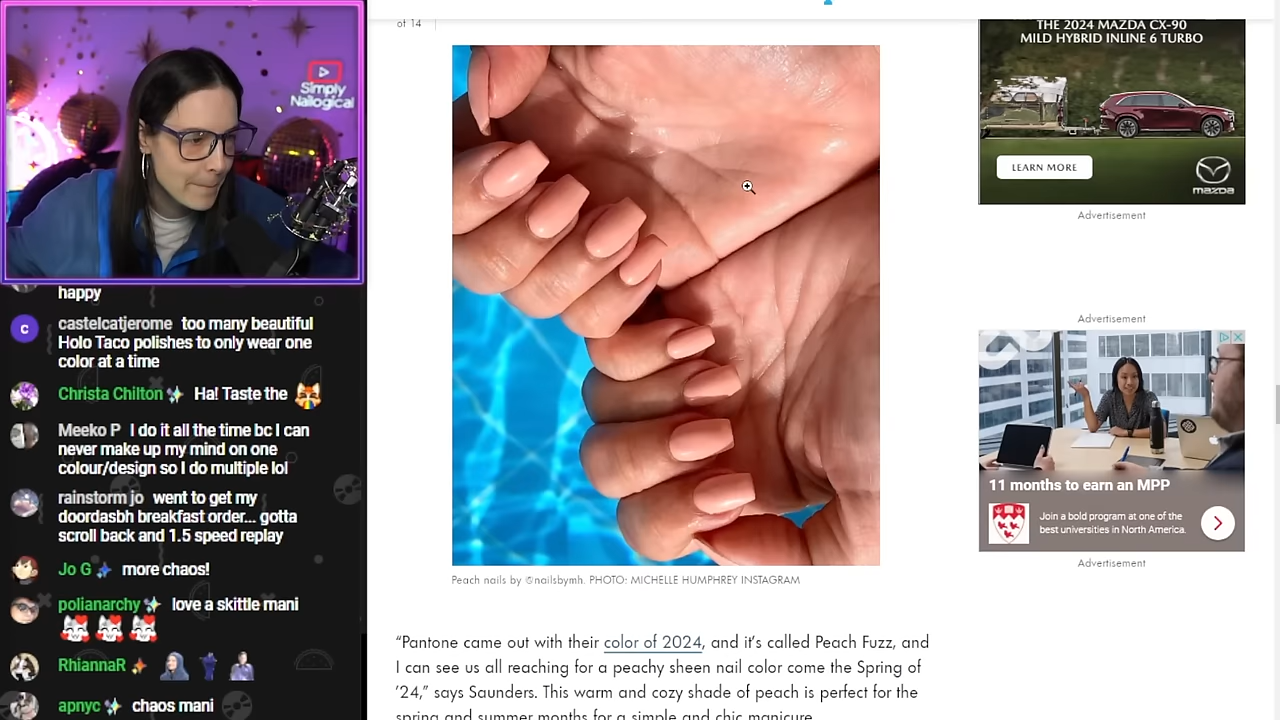 Simply
Nailogical
happy
castelcatjerome too many beautiful
Holo Taco polishes to only wear one
color at a time
Christa Chilton Ha! Taste the
Meeko P I do it all the time bc I can
never make up my mind on one
colour/design so I do multiple lol
rainstorm jo went to get my
doordasbh breakfast order... gotta
scroll back and 1.5 speed replay
Jo G more chaos!
polianarchy love a skittle mani
RhiannaR
apnyc chaos mani
of 14
Peach nails by @nailsbymh. PHOTO: MICHELLE HUMPHREY INSTAGRAM
“Pantone came out with their color of 2024, and it’s called Peach Fuzz, and
I can see us all reaching for a peachy sheen nail color come the Spring of
’24,” says Saunders. This warm and cozy shade of peach is perfect for the
spring and summer months for a simple and chic manicure.
THE 2024 MAZDA CX-90
MILD HYBRID INLINE 6 TURBO
LEARN MORE
mazda
Advertisement
Advertisement
11 months to earn an MPP
Join a bold program at one of the
best universities in North America.
Advertisement